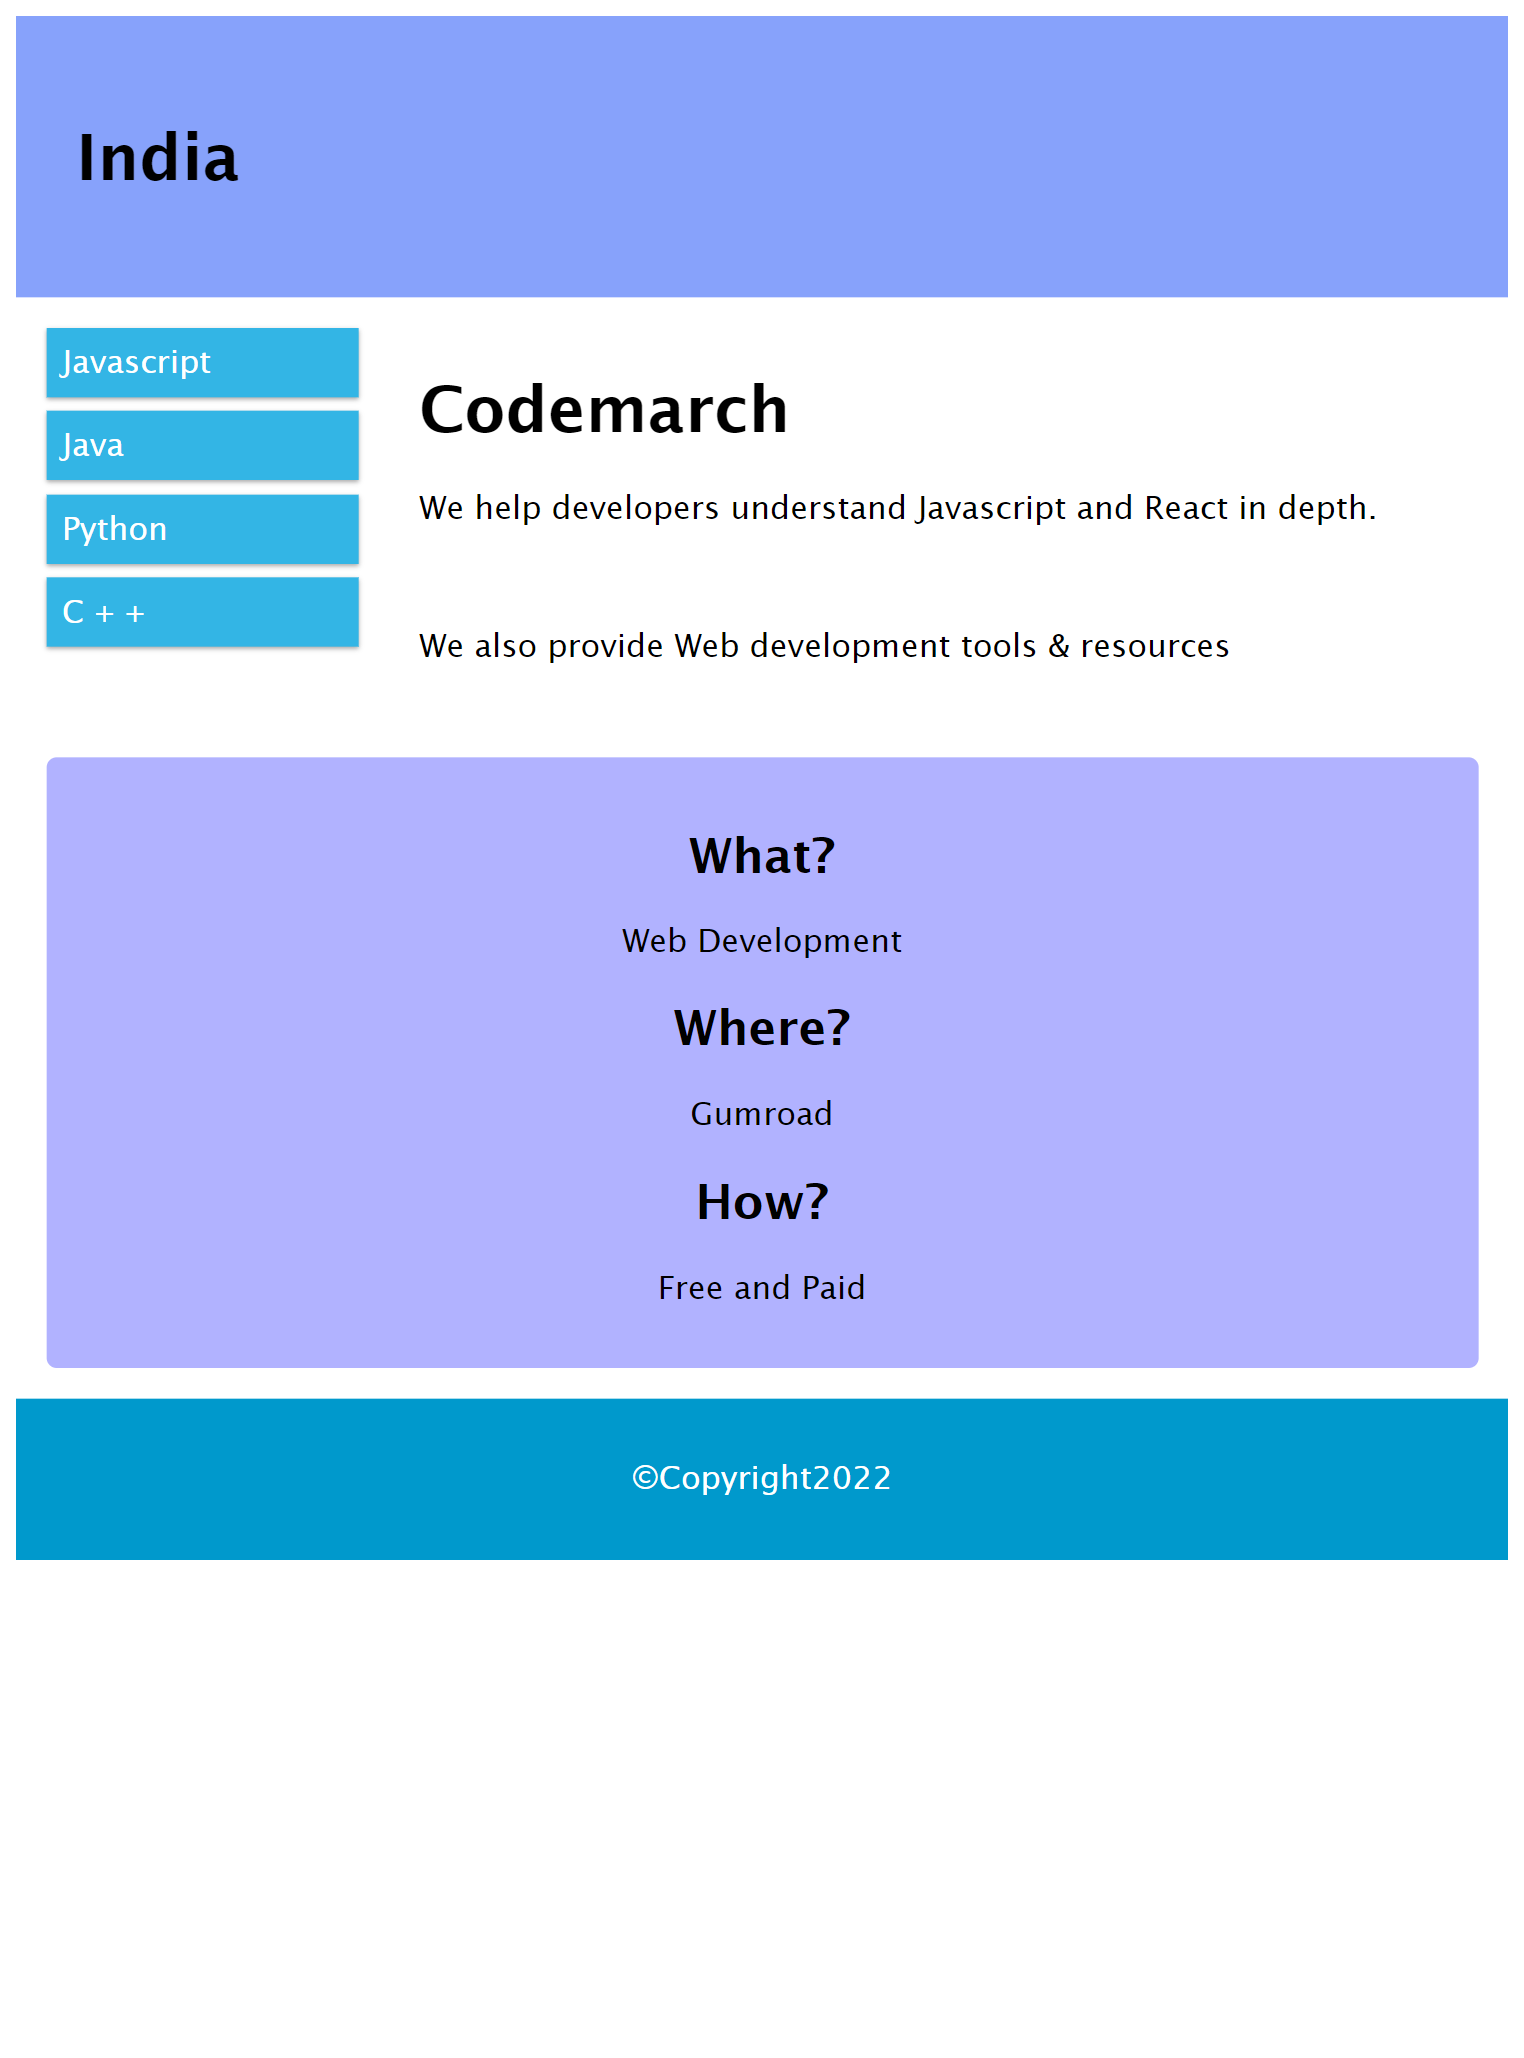 India
Javascript
Java
Python
C + +
Codemarch
We help developers understand Javascript and React in depth.
We also provide Web development tools & resources
What?
Web Development
Where?
Gumroad
How?
Free and Paid
©Copyright2022